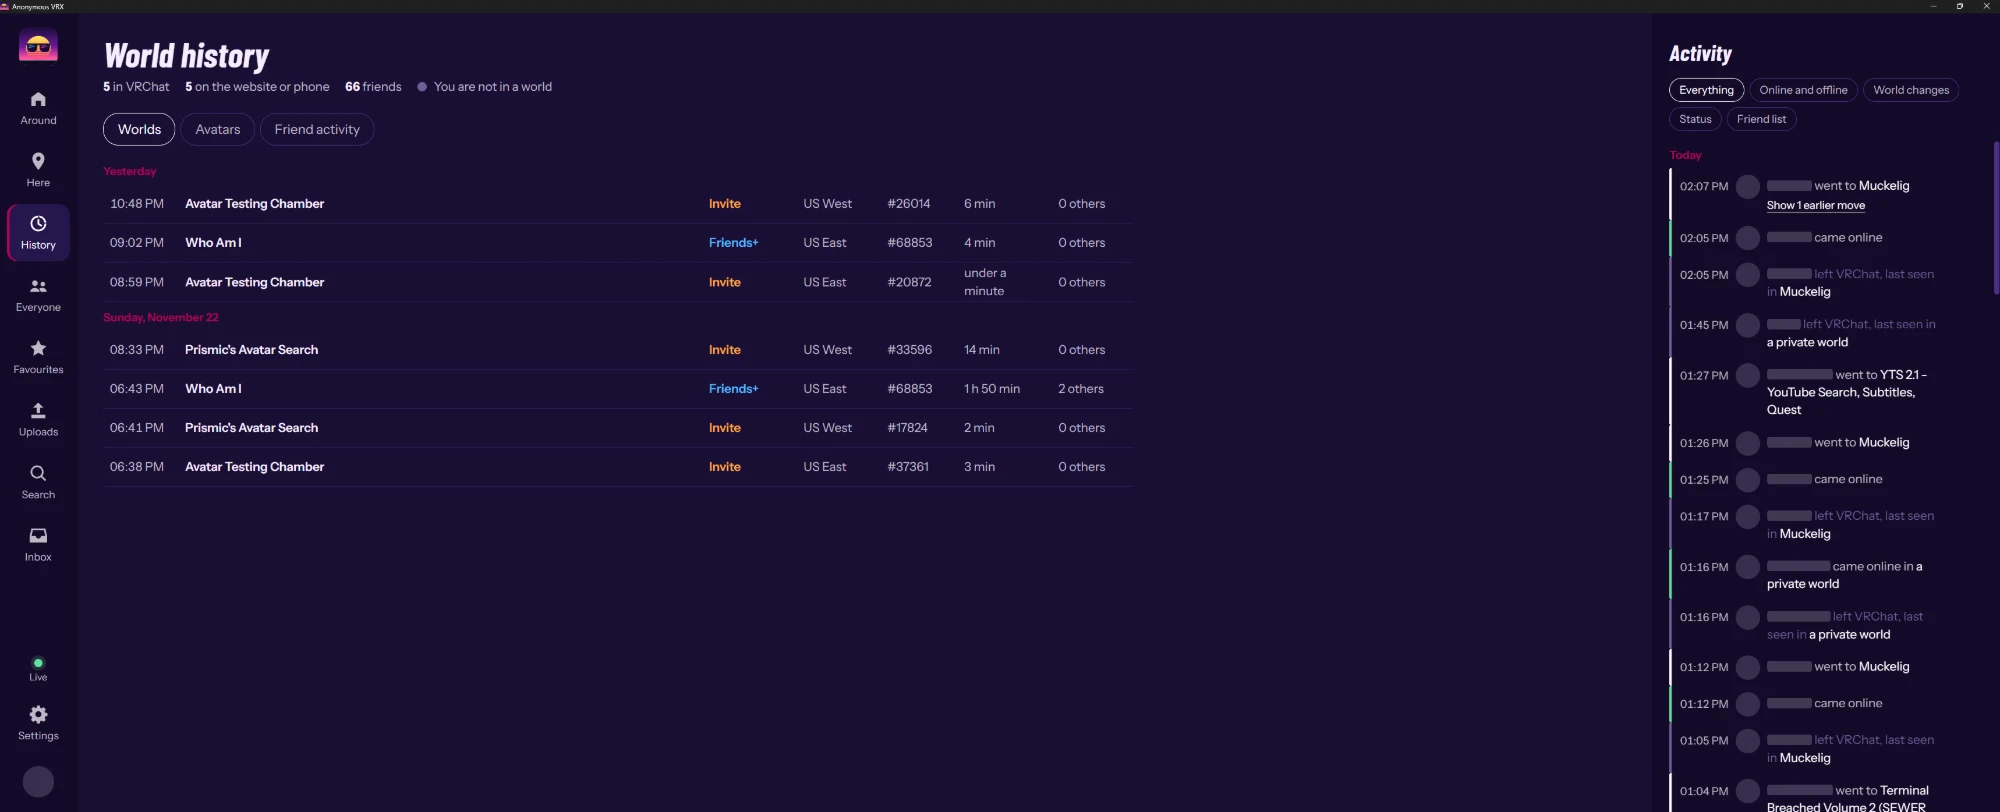 Anonymous VRX
Around
Here
History
Everyone
Favourites
Uploads
Search
Inbox
Live
Settings
World history
5 in VRChat 5 on the website or phone 66 friends You are not in a world
Worlds Avatars Friend activity
Yesterday
10:48 PM Avatar Testing Chamber Invite US West #26014 6 min 0 others
09:02 PM Who Am I Friends+ US East #68853 4 min 0 others
08:59 PM Avatar Testing Chamber Invite US East #20872 under a minute 0 others
Sunday, November 22
08:33 PM Prismic's Avatar Search Invite US West #33596 14 min 0 others
06:43 PM Who Am I Friends+ US East #68853 1 h 50 min 2 others
06:41 PM Prismic's Avatar Search Invite US West #17824 2 min 0 others
06:38 PM Avatar Testing Chamber Invite US East #37361 3 min 0 others
Activity
Everything Online and offline World changes
Status Friend list
Today
02:07 PM went to Muckelig
Show 1 earlier move
02:05 PM came online
02:05 PM left VRChat, last seen
in Muckelig
01:45 PM left VRChat, last seen in
a private world
01:27 PM went to YTS 2.1 -
YouTube Search, Subtitles,
Quest
01:26 PM went to Muckelig
01:25 PM came online
01:17 PM left VRChat, last seen
in Muckelig
01:16 PM came online in a
private world
01:16 PM left VRChat, last
seen in a private world
01:12 PM went to Muckelig
01:12 PM came online
01:05 PM left VRChat, last seen
in Muckelig
01:04 PM went to Terminal
Breached Volume 2 (SEWER